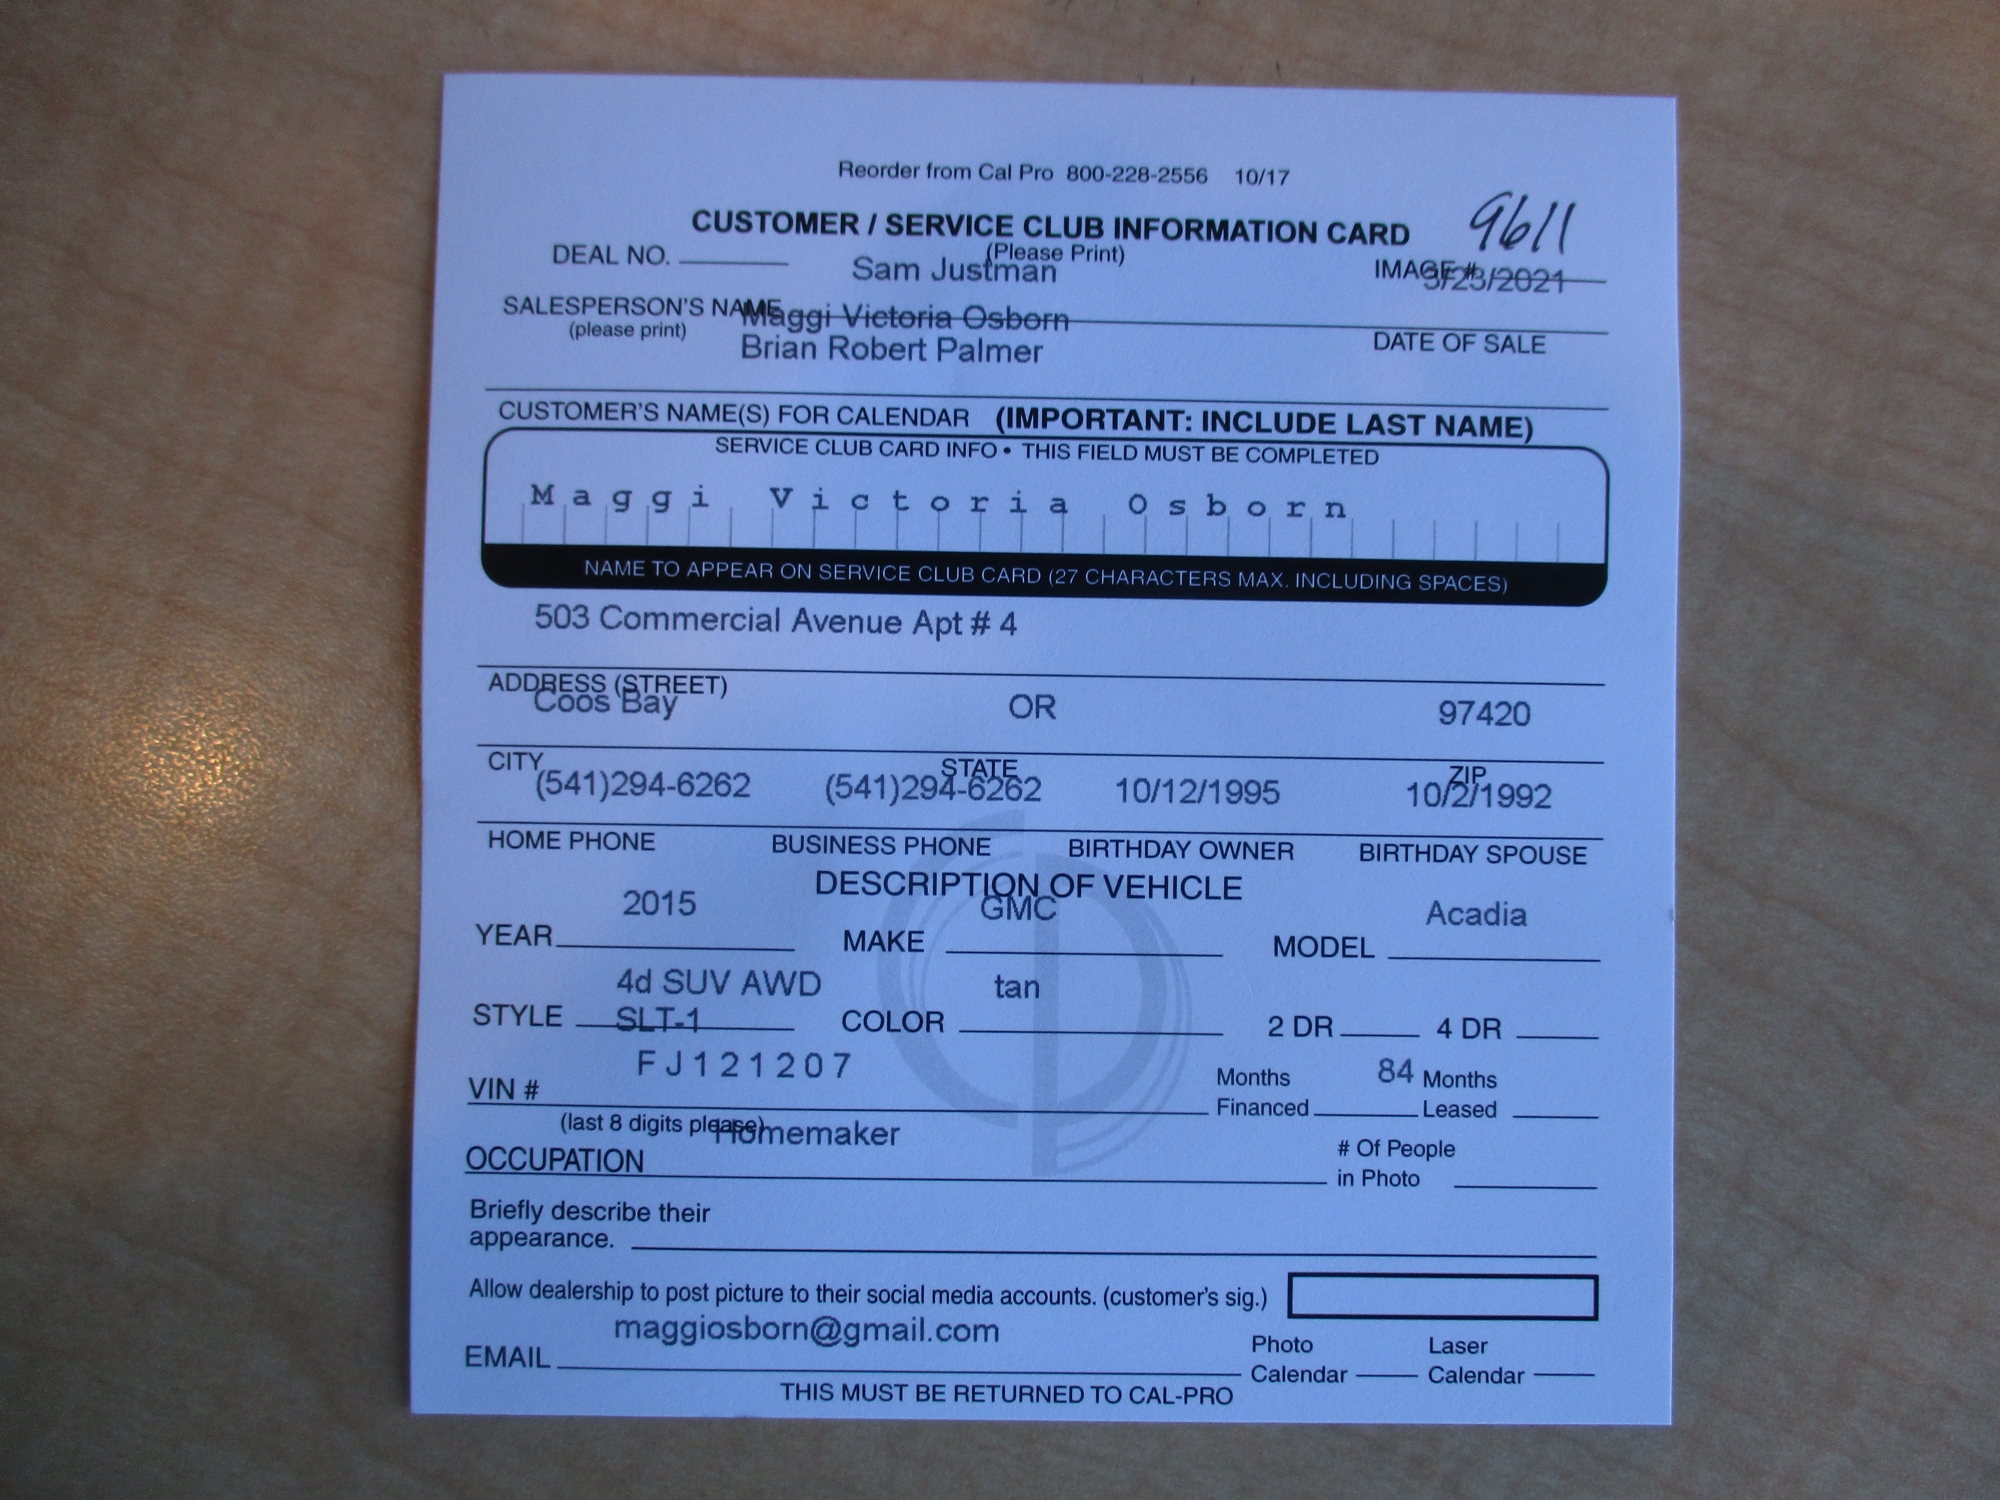 Reorder from Cal Pro 800-228-2556 10/17
CUSTOMER / SERVICE CLUB INFORMATION CARD 9611
(Please Print)
DEAL NO. Sam Justman IMAGE # 3/23/2021
SALESPERSON'S NAME Maggi Victoria Osborn
(please print) Brian Robert Palmer DATE OF SALE
CUSTOMER'S NAME(S) FOR CALENDAR (IMPORTANT: INCLUDE LAST NAME)
SERVICE CLUB CARD INFO • THIS FIELD MUST BE COMPLETED
Maggi Victoria Osborn
NAME TO APPEAR ON SERVICE CLUB CARD (27 CHARACTERS MAX. INCLUDING SPACES)
503 Commercial Avenue Apt # 4
ADDRESS (STREET)
Coos Bay OR 97420
CITY STATE ZIP
(541)294-6262 (541)294-6262 10/12/1995 10/2/1992
HOME PHONE BUSINESS PHONE BIRTHDAY OWNER BIRTHDAY SPOUSE
DESCRIPTION OF VEHICLE
2015 GMC Acadia
YEAR MAKE MODEL
4d SUV AWD tan
STYLE SLT-1 COLOR 2 DR 4 DR
FJ121207
VIN # Months Financed 84 Months Leased
(last 8 digits please)
Homemaker
OCCUPATION # Of People in Photo
Briefly describe their
appearance.
Allow dealership to post picture to their social media accounts. (customer's sig.)
maggiosborn@gmail.com
EMAIL Photo Calendar Laser Calendar
THIS MUST BE RETURNED TO CAL-PRO